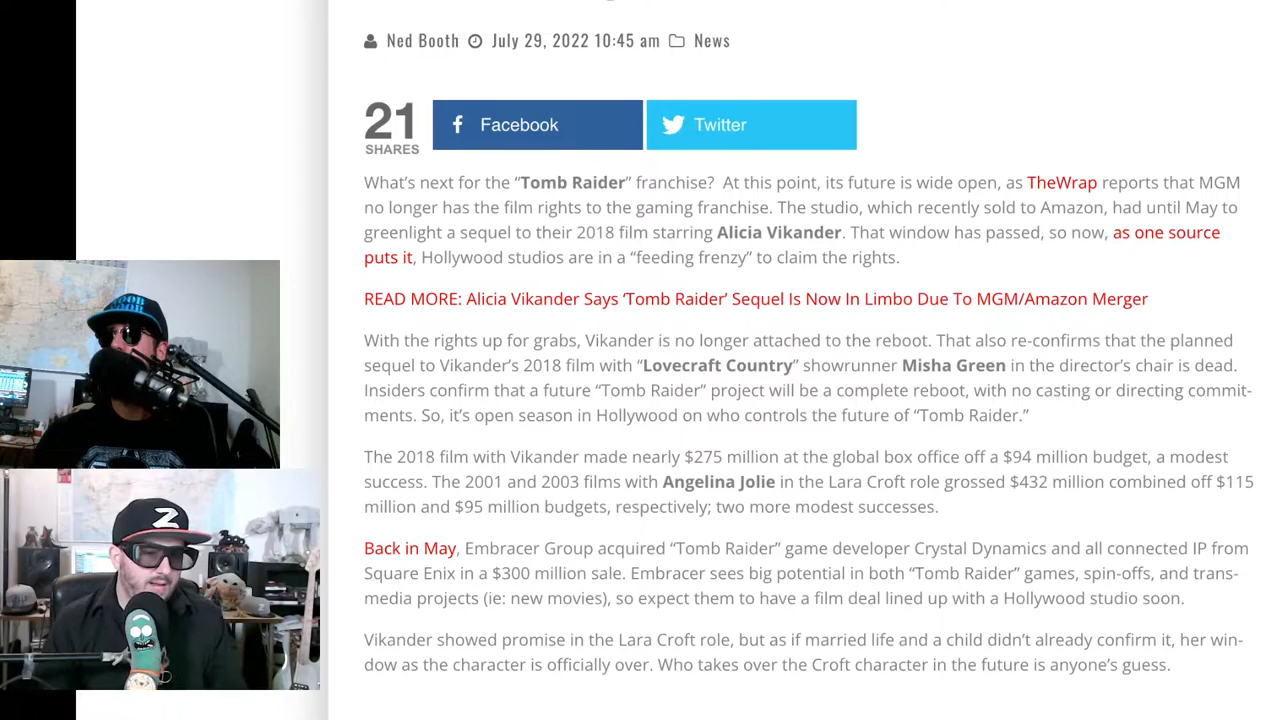 Ned Booth July 29, 2022 10:45 am News
21
SHARES
Facebook
Twitter
What's next for the “Tomb Raider” franchise? At this point, its future is wide open, as TheWrap reports that MGM
no longer has the film rights to the gaming franchise. The studio, which recently sold to Amazon, had until May to
greenlight a sequel to their 2018 film starring Alicia Vikander. That window has passed, so now, as one source
puts it, Hollywood studios are in a “feeding frenzy” to claim the rights.
READ MORE: Alicia Vikander Says ‘Tomb Raider’ Sequel Is Now In Limbo Due To MGM/Amazon Merger
With the rights up for grabs, Vikander is no longer attached to the reboot. That also re-confirms that the planned
sequel to Vikander’s 2018 film with “Lovecraft Country” showrunner Misha Green in the director’s chair is dead.
Insiders confirm that a future “Tomb Raider” project will be a complete reboot, with no casting or directing commit-
ments. So, it’s open season in Hollywood on who controls the future of “Tomb Raider.”
The 2018 film with Vikander made nearly $275 million at the global box office off a $94 million budget, a modest
success. The 2001 and 2003 films with Angelina Jolie in the Lara Croft role grossed $432 million combined off $115
million and $95 million budgets, respectively; two more modest successes.
Back in May, Embracer Group acquired “Tomb Raider” game developer Crystal Dynamics and all connected IP from
Square Enix in a $300 million sale. Embracer sees big potential in both “Tomb Raider” games, spin-offs, and trans-
media projects (ie: new movies), so expect them to have a film deal lined up with a Hollywood studio soon.
Vikander showed promise in the Lara Croft role, but as if married life and a child didn’t already confirm it, her win-
dow as the character is officially over. Who takes over the Croft character in the future is anyone’s guess.
Z